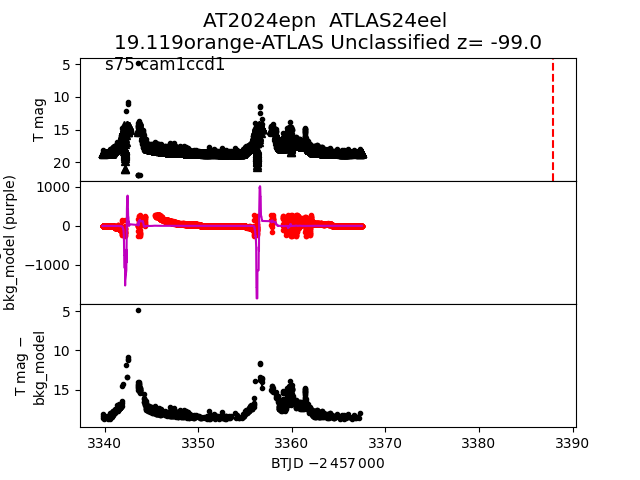 AT2024epn ATLAS24eel
19.119orange-ATLAS Unclassified z= -99.0
s75 cam1ccd1
T mag
5
10
15
20
bkg_model (purple)
1000
0
−1000
T mag −
bkg_model
5
10
15
3340
3350
3360
3370
3380
3390
BTJD −2 457 000